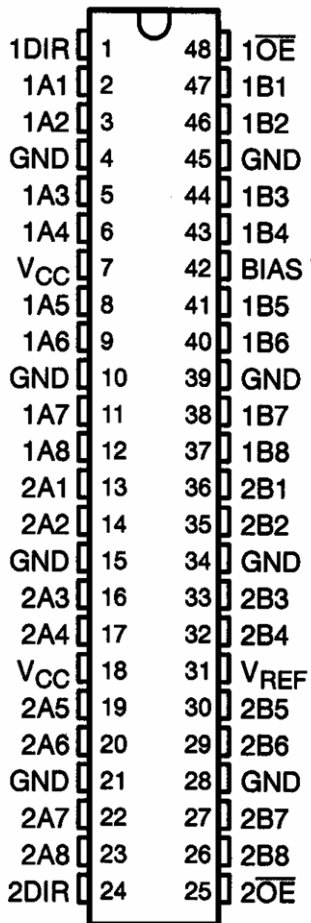 1DIR 1 48 1O̅E̅
1A1 2 47 1B1
1A2 3 46 1B2
GND 4 45 GND
1A3 5 44 1B3
1A4 6 43 1B4
VCC 7 42 BIAS
1A5 8 41 1B5
1A6 9 40 1B6
GND 10 39 GND
1A7 11 38 1B7
1A8 12 37 1B8
2A1 13 36 2B1
2A2 14 35 2B2
GND 15 34 GND
2A3 16 33 2B3
2A4 17 32 2B4
VCC 18 31 VREF
2A5 19 30 2B5
2A6 20 29 2B6
GND 21 28 GND
2A7 22 27 2B7
2A8 23 26 2B8
2DIR 24 25 2O̅E̅